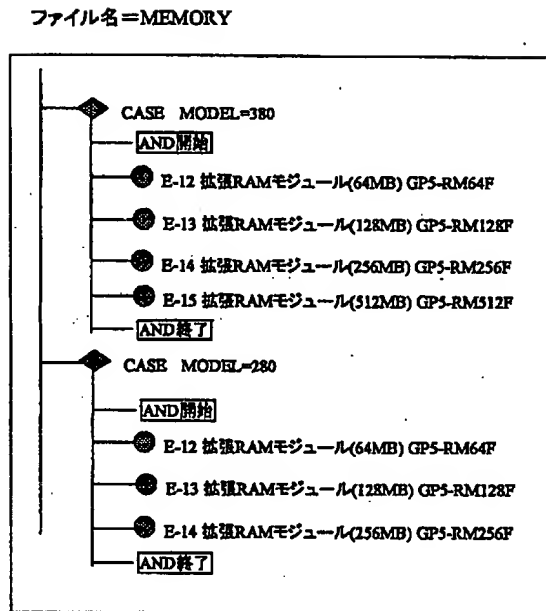 ファイル名＝MEMORY
CASE MODEL=380
AND開始
E-12 拡張RAMモジュール(64MB) GP5-RM64F
E-13 拡張RAMモジュール(128MB) GP5-RM128F
E-14 拡張RAMモジュール(256MB) GP5-RM256F
E-15 拡張RAMモジュール(512MB) GP5-RM512F
AND終了
CASE MODEL=280
AND開始
E-12 拡張RAMモジュール(64MB) GP5-RM64F
E-13 拡張RAMモジュール(128MB) GP5-RM128F
E-14 拡張RAMモジュール(256MB) GP5-RM256F
AND終了